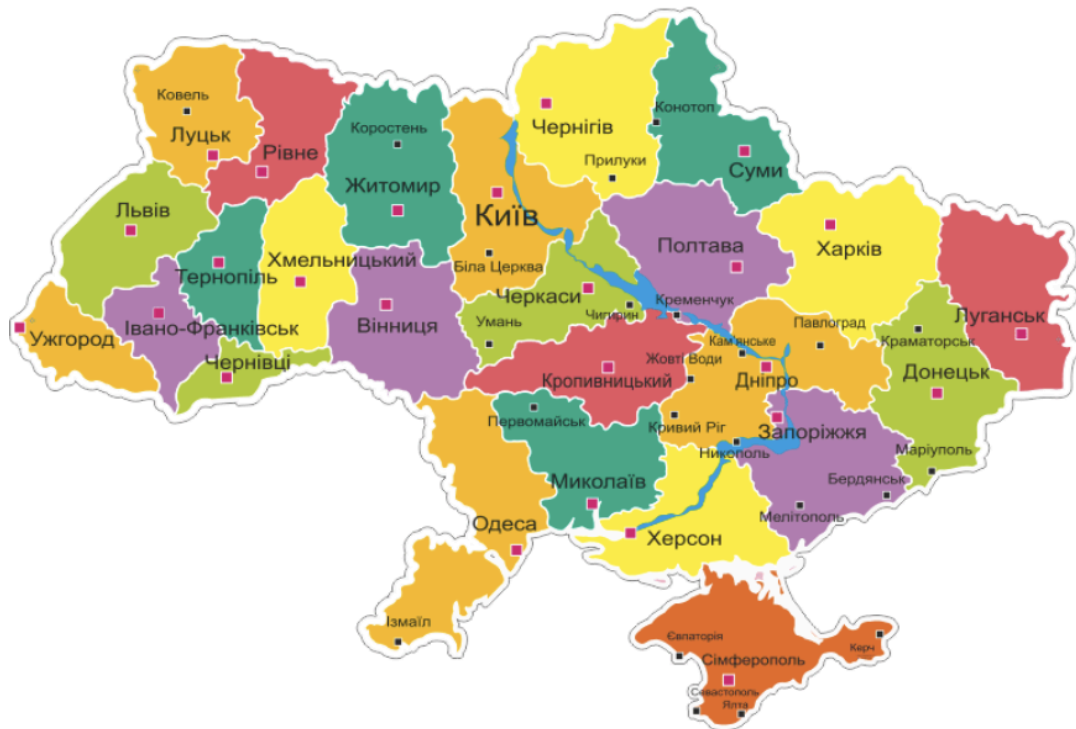 Ковель
Луцьк
Рівне
Коростень
Житомир
Чернігів
Прилуки
Конотоп
Суми
Львів
Тернопіль
Хмельницький
Київ
Біла Церква
Полтава
Харків
Ужгород
Івано-Франківськ
Чернівці
Вінниця
Черкаси
Умань
Чигирин
Кременчук
Кам'янське
Павлоград
Луганськ
Краматорськ
Жовті Води
Кропивницький
Дніпро
Донецьк
Первомайськ
Кривий Ріг
Запоріжжя
Никополь
Маріуполь
Бердянськ
Миколаїв
Мелітополь
Одеса
Херсон
Ізмаїл
Євпаторія
Керч
Сімферополь
Севастополь
Ялта